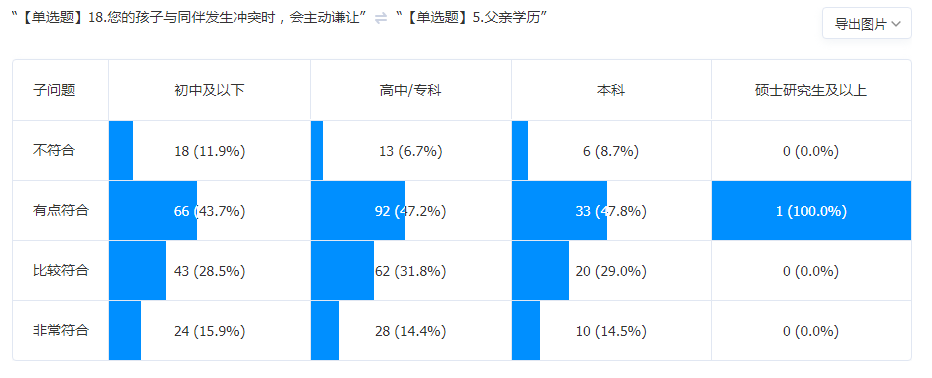 “【单选题】18.您的孩子与同伴发生冲突时，会主动谦让” ⇌ “【单选题】5.父亲学历”
导出图片
子问题 初中及以下 高中/专科 本科 硕士研究生及以上
不符合 18 (11.9%) 13 (6.7%) 6 (8.7%) 0 (0.0%)
有点符合 66 (43.7%) 92 (47.2%) 33 (47.8%) 1 (100.0%)
比较符合 43 (28.5%) 62 (31.8%) 20 (29.0%) 0 (0.0%)
非常符合 24 (15.9%) 28 (14.4%) 10 (14.5%) 0 (0.0%)